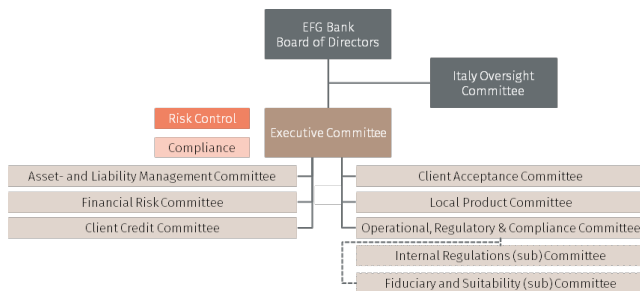 EFG Bank
Board of Directors
Italy Oversight
Committee
Risk Control
Executive Committee
Compliance
Asset- and Liability Management Committee
Client Acceptance Committee
Financial Risk Committee
Local Product Committee
Client Credit Committee
Operational, Regulatory & Compliance Committee
Internal Regulations (sub) Committee
Fiduciary and Suitability (sub) Committee